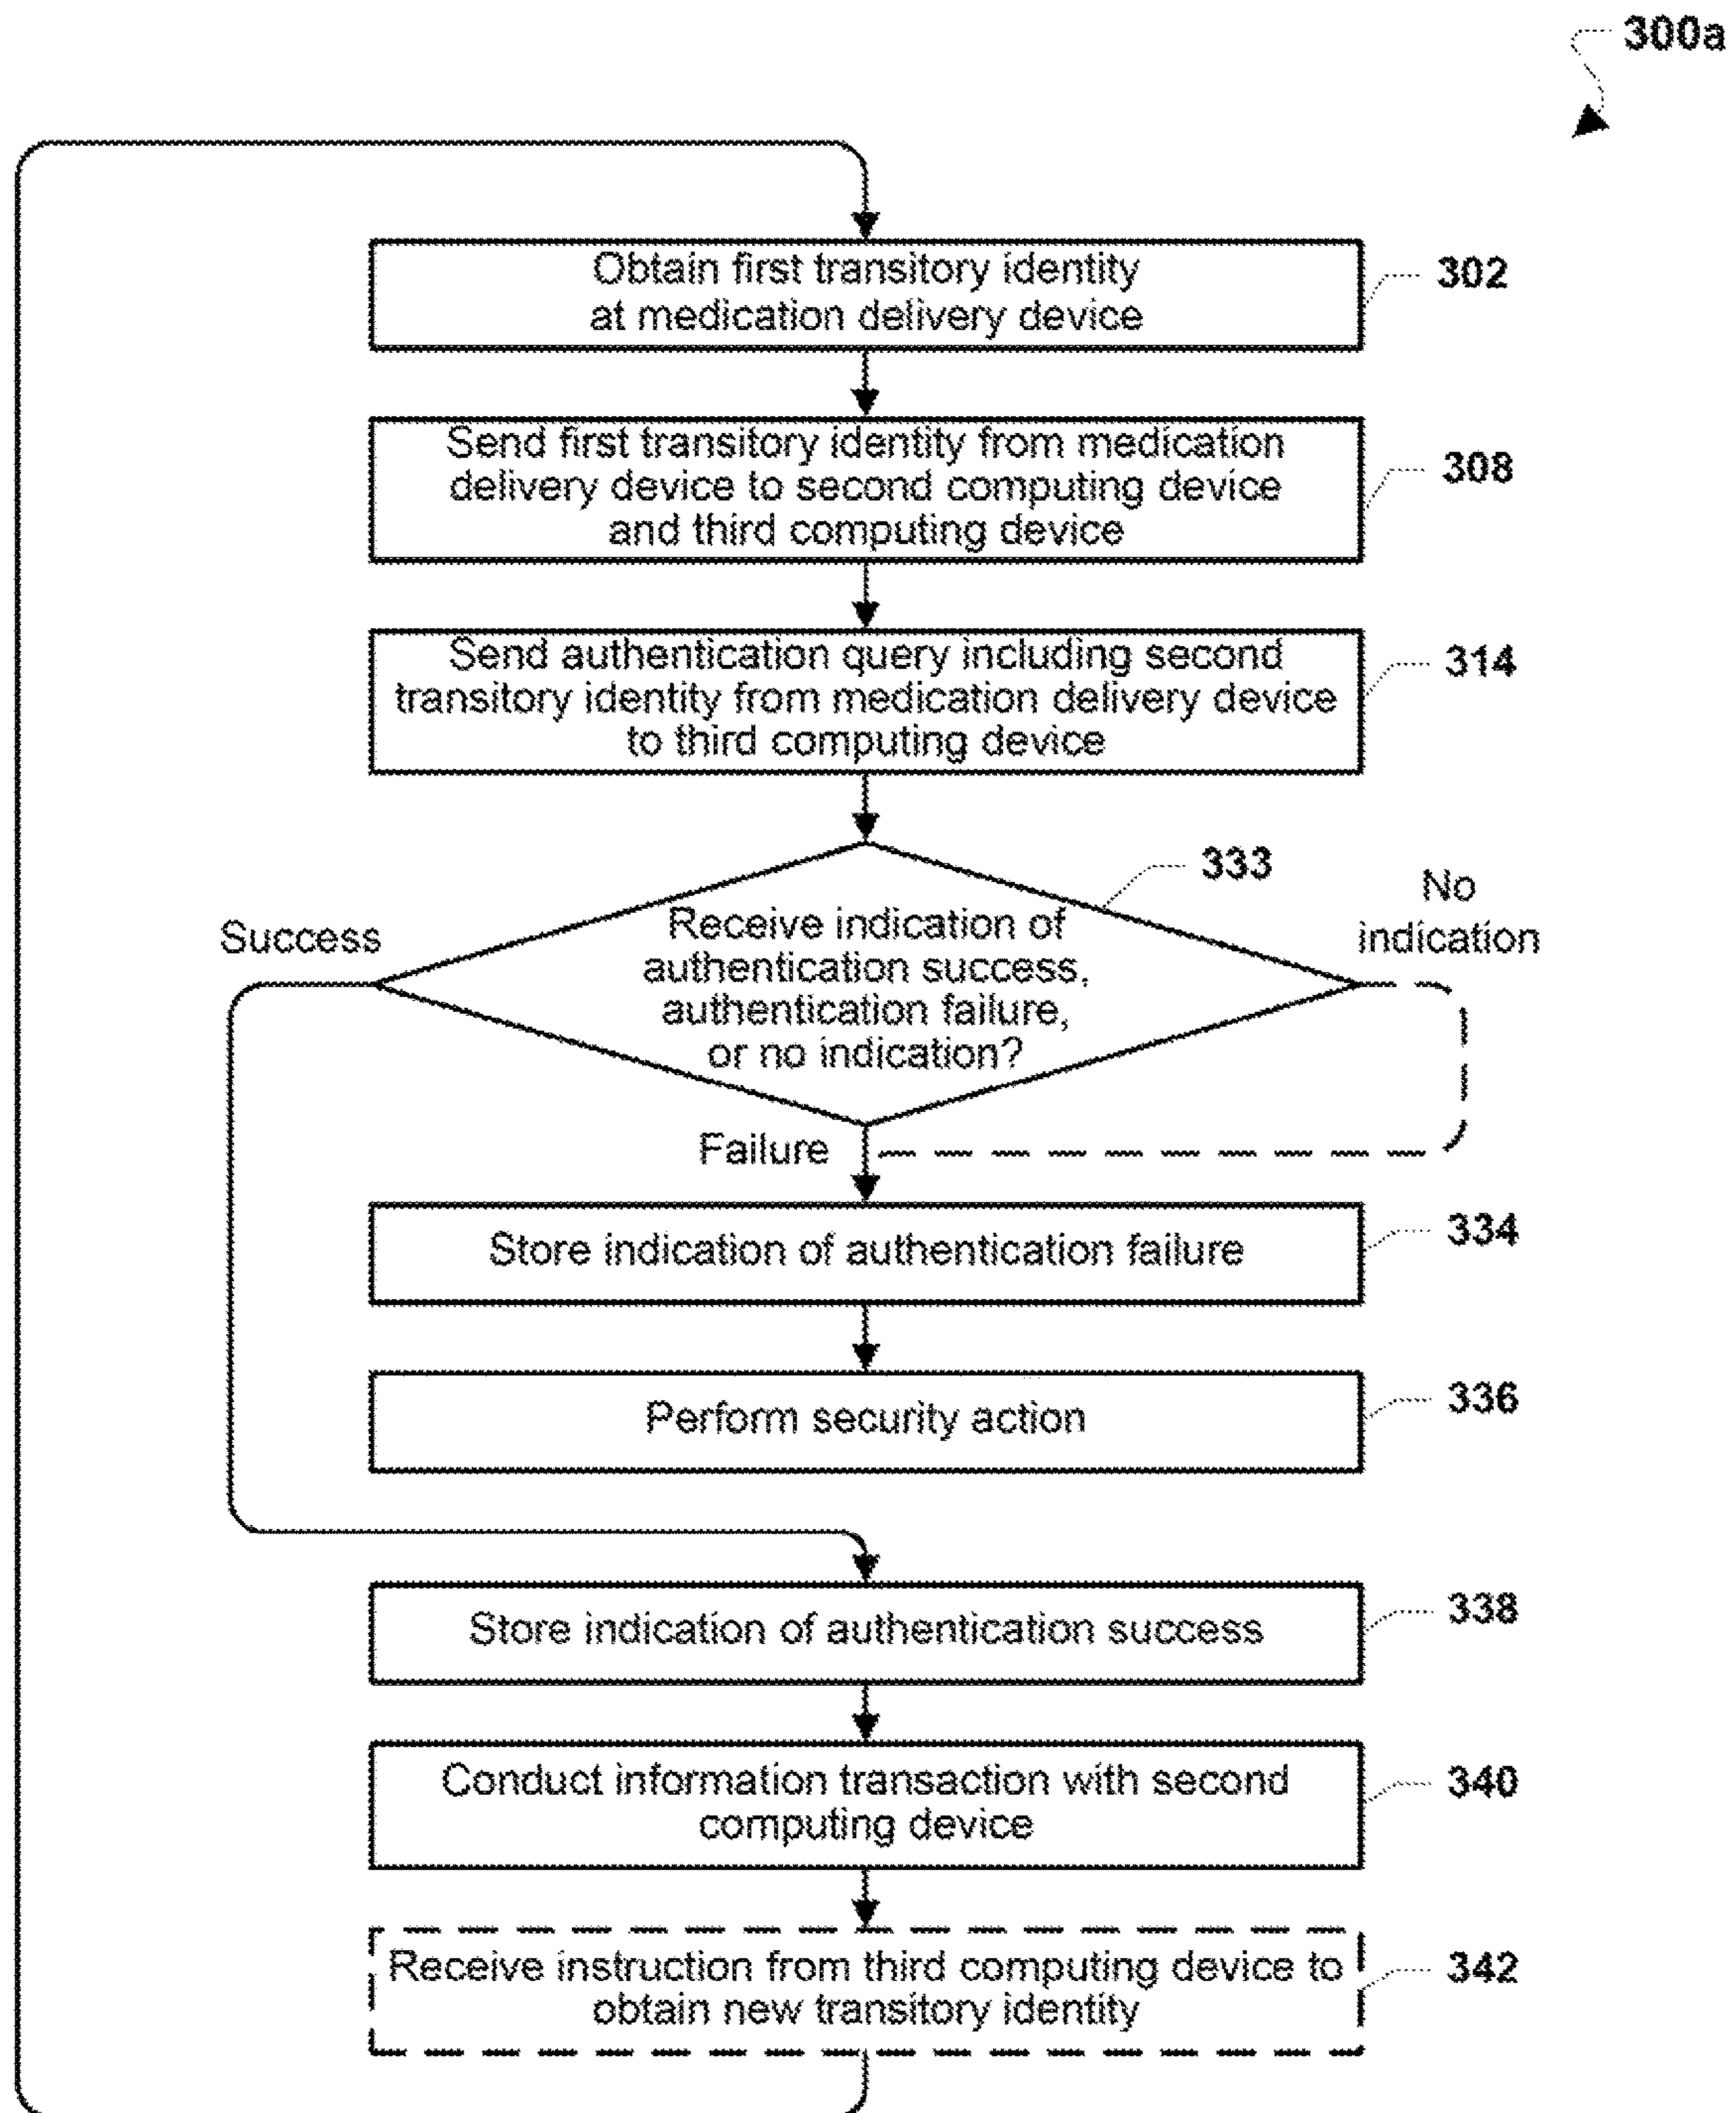 300a
Obtain first transitory identity
at medication delivery device
302
Send first transitory identity from medication
delivery device to second computing device
and third computing device
308
Send authentication query including second
transitory identity from medication delivery device
to third computing device
314
333
No
indication
Success
Receive indication of
authentication success,
authentication failure,
or no indication?
Failure
Store indication of authentication failure
334
Perform security action
336
Store indication of authentication success
338
Conduct information transaction with second
computing device
340
Receive instruction from third computing device to
obtain new transitory identity
342